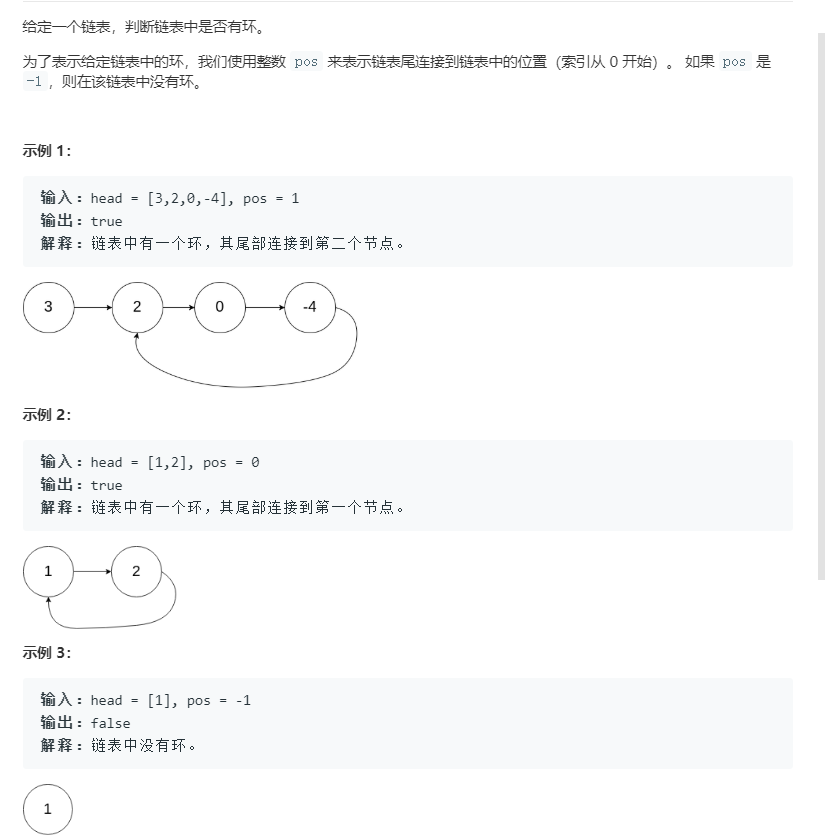 给定一个链表，判断链表中是否有环。
为了表示给定链表中的环，我们使用整数 pos 来表示链表尾连接到链表中的位置（索引从 0 开始）。 如果 pos 是
-1，则在该链表中没有环。
示例 1：
输入：head = [3,2,0,-4], pos = 1
输出：true
解释：链表中有一个环，其尾部连接到第二个节点。
3 2 0 -4
示例 2：
输入：head = [1,2], pos = 0
输出：true
解释：链表中有一个环，其尾部连接到第一个节点。
1 2
示例 3：
输入：head = [1], pos = -1
输出：false
解释：链表中没有环。
1